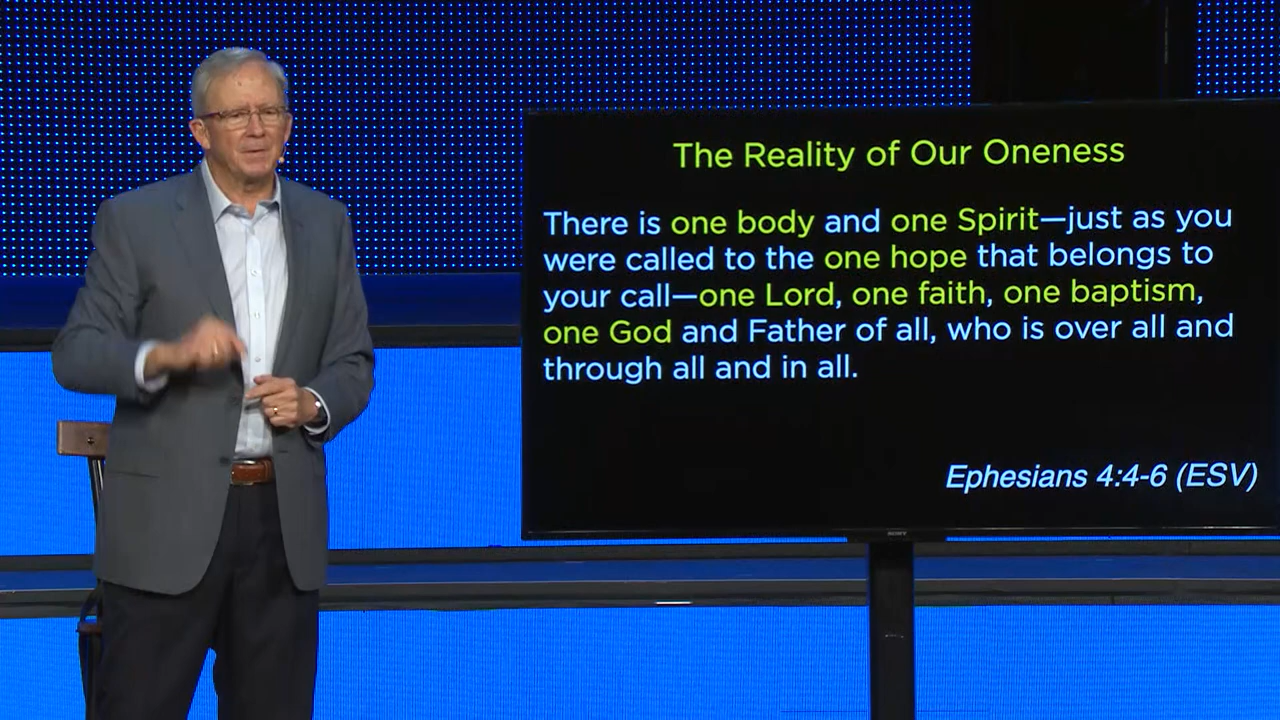 The Reality of Our Oneness
There is one body and one Spirit—just as you
were called to the one hope that belongs to
your call—one Lord, one faith, one baptism,
one God and Father of all, who is over all and
through all and in all.
Ephesians 4:4-6 (ESV)
SONY